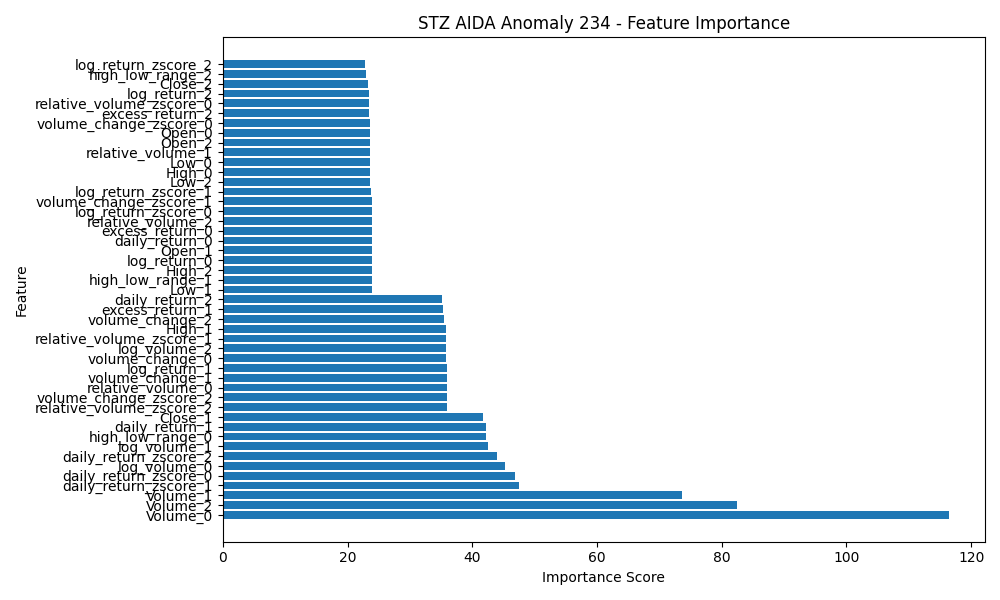 STZ AIDA Anomaly 234 - Feature Importance
log_return_zscore_2
high_low_range_2
Close_2
log_return_2
relative_volume_zscore_0
excess_return_2
volume_change_zscore_0
Open_0
Open_2
relative_volume_1
Low_0
High_0
Low_2
log_return_zscore_1
volume_change_zscore_1
log_return_zscore_0
relative_volume_2
excess_return_0
daily_return_0
Open_1
log_return_0
High_2
high_low_range_1
Low_1
daily_return_2
excess_return_1
volume_change_2
High_1
relative_volume_zscore_1
log_volume_2
volume_change_0
log_return_1
volume_change_1
relative_volume_0
volume_change_zscore_2
relative_volume_zscore_2
Close_1
daily_return_1
high_low_range_0
log_volume_1
daily_return_zscore_2
log_volume_0
daily_return_zscore_0
daily_return_zscore_1
Volume_1
Volume_2
Volume_0
Feature
0 20 40 60 80 100 120
Importance Score